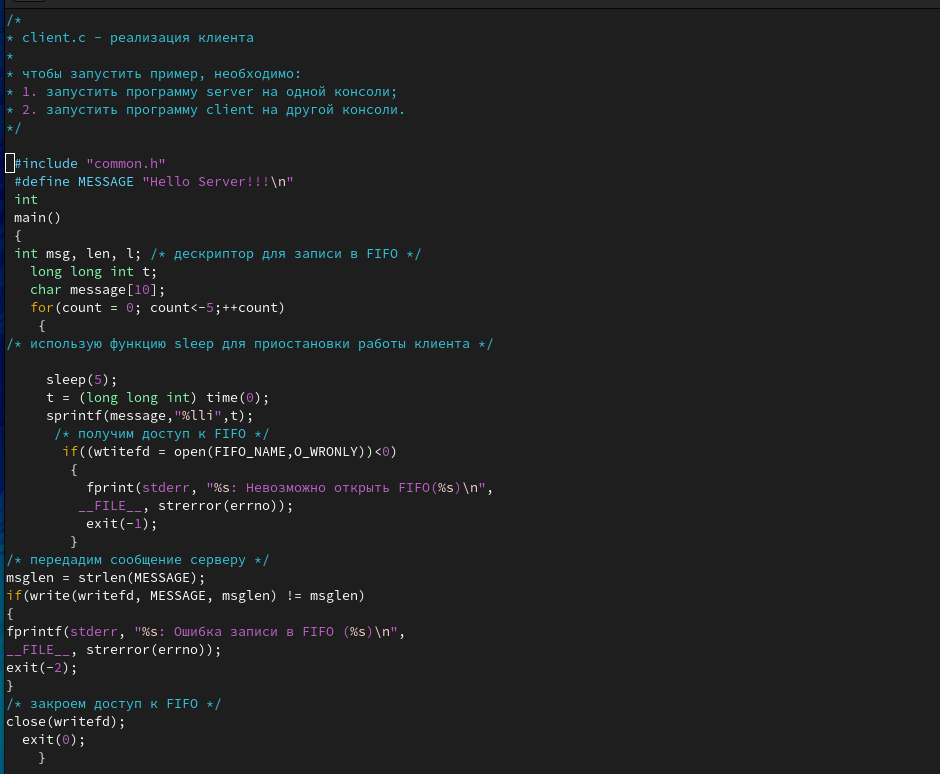 /*
* client.c - реализация клиента
*
* чтобы запустить пример, необходимо:
* 1. запустить программу server на одной консоли;
* 2. запустить программу client на другой консоли.
*/
#include "common.h"
#define MESSAGE "Hello Server!!!\n"
int
main()
{
int msg, len, l; /* дескриптор для записи в FIFO */
long long int t;
char message[10];
for(count = 0; count<-5;++count)
{
/* использую функцию sleep для приостановки работы клиента */
sleep(5);
t = (long long int) time(0);
sprintf(message,"%lli",t);
/* получим доступ к FIFO */
if((wtitefd = open(FIFO_NAME,O_WRONLY))<0)
{
fprint(stderr, "%s: Невозможно открыть FIFO(%s)\n",
__FILE__, strerror(errno));
exit(-1);
}
/* передадим сообщение серверу */
msglen = strlen(MESSAGE);
if(write(writefd, MESSAGE, msglen) != msglen)
{
fprintf(stderr, "%s: Ошибка записи в FIFO (%s)\n",
__FILE__, strerror(errno));
exit(-2);
}
/* закроем доступ к FIFO */
close(writefd);
exit(0);
}